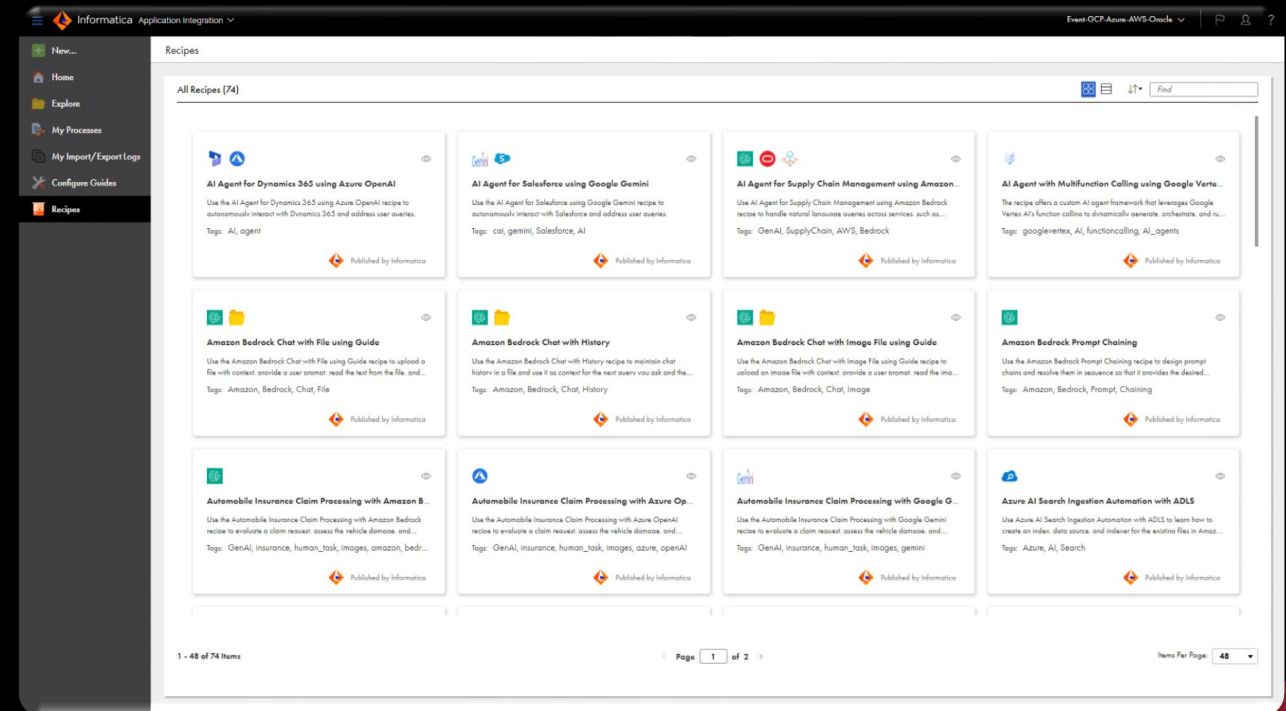 Informatica Application Integration
Event-GCP-Azure-AWS-Oracle
?
New...
Home
Explore
My Processes
My Import/Export Logs
Configure Guides
Recipes
Recipes
All Recipes (74)
Find
AI Agent for Dynamics 365 using Azure OpenAI
Use the AI Agent for Dynamics 365 using Azure OpenAI recipe to
autonomously interact with Dynamics 365 and address user queries.
Tags: AI, agent
Published by Informatica
Gemini
AI Agent for Salesforce using Google Gemini
Use the AI Agent for Salesforce using Google Gemini recipe to
autonomously interact with Salesforce and address user queries.
Tags: cai, gemini, Salesforce, AI
Published by Informatica
AI Agent for Supply Chain Management using Amazon...
Use AI Agent for Supply Chain Management using Amazon Bedrock
recipe to handle natural language queries across services, such as...
Tags: GenAI, SupplyChain, AWS, Bedrock
Published by Informatica
AI Agent with Multifunction Calling using Google Verte...
The recipe offers a custom AI agent framework that leverages Google
Vertex AI's function calling to dynamically generate, orchestrate, and ru...
Tags: googlevertex, AI, functioncalling, AI_agents
Published by Informatica
Amazon Bedrock Chat with File using Guide
Use the Amazon Bedrock Chat with File using Guide recipe to upload a
file with context, provide a user prompt, read the text from the file, and...
Tags: Amazon, Bedrock, Chat, File
Published by Informatica
Amazon Bedrock Chat with History
Use the Amazon Bedrock Chat with History recipe to maintain chat
history in a file and use it as context for the next query you ask and the...
Tags: Amazon, Bedrock, Chat, History
Published by Informatica
Amazon Bedrock Chat with Image File using Guide
Use the Amazon Bedrock Chat with Image File using Guide recipe to
upload an image file with context, provide a user prompt, read the ima...
Tags: Amazon, Bedrock, Chat, Image
Published by Informatica
Amazon Bedrock Prompt Chaining
Use the Amazon Bedrock Prompt Chaining recipe to design prompt
chains and resolve them in sequence so that it provides the desired...
Tags: Amazon, Bedrock, Prompt, Chaining
Published by Informatica
Automobile Insurance Claim Processing with Amazon B...
Use the Automobile Insurance Claim Processing with Amazon Bedrock
recipe to evaluate a claim request, assess the vehicle damage, and...
Tags: GenAI, insurance, human_task, images, amazon, bedr...
Published by Informatica
Automobile Insurance Claim Processing with Azure Op...
Use the Automobile Insurance Claim Processing with Azure OpenAI
recipe to evaluate a claim request, assess the vehicle damage, and...
Tags: GenAI, insurance, human_task, images, azure, openAI
Published by Informatica
Gemini
Automobile Insurance Claim Processing with Google G...
Use the Automobile Insurance Claim Processing with Google Gemini
recipe to evaluate a claim request, assess the vehicle damage, and...
Tags: GenAI, insurance, human_task, images, gemini
Published by Informatica
Azure AI Search Ingestion Automation with ADLS
Use Azure AI Search Ingestion Automation with ADLS to learn how to
create an index, data source, and indexer for the existing files in Amaz...
Tags: Azure, AI, Search
Published by Informatica
1 - 48 of 74 Items
Page 1 of 2
Items Per Page: 48